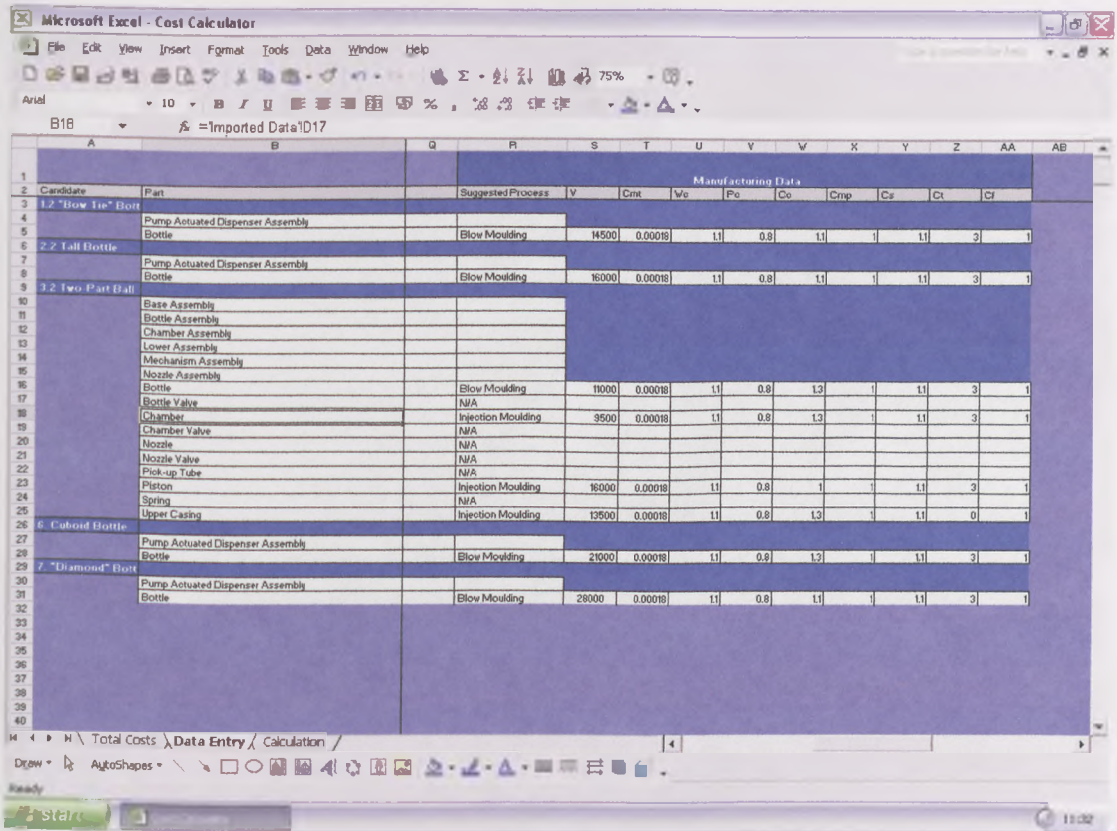 Microsoft Excel - Cost Calculator
File Edit View Insert Format Tools Data Window Help
Σ 75%
Arial 10 B I U % ,
B18 fx ='Imported Data'!D17
A B Q R S T U V W X Y Z AA AB
1 Manufacturing Data
2 Candidate Part Suggested Process V Cmt Wc Pc Cc Cmp Cs Ct Cf
3 1.2 "Bow Tie" Bott
4 Pump Actuated Dispenser Assembly
5 Bottle Blow Moulding 14500 0.00018 1.1 0.8 1.1 1 1.1 3 1
6 2.2 Tall Bottle
7 Pump Actuated Dispenser Assembly
8 Bottle Blow Moulding 16000 0.00018 1.1 0.8 1.1 1 1.1 3 1
9 3.2 Two-Part Ball
10 Base Assembly
11 Bottle Assembly
12 Chamber Assembly
13 Lower Assembly
14 Mechanism Assembly
15 Nozzle Assembly
16 Bottle Blow Moulding 11000 0.00018 1.1 0.8 1.3 1 1.1 3 1
17 Bottle Valve N/A
18 Chamber Injection Moulding 9500 0.00018 1.1 0.8 1.3 1 1.1 3 1
19 Chamber Valve N/A
20 Nozzle N/A
21 Nozzle Valve N/A
22 Pick-up Tube N/A
23 Piston Injection Moulding 16000 0.00018 1.1 0.8 1 1 1.1 3 1
24 Spring N/A
25 Upper Casing Injection Moulding 13500 0.00018 1.1 0.8 1.3 1 1.1 0 1
26 6. Cuboid Bottle
27 Pump Actuated Dispenser Assembly
28 Bottle Blow Moulding 21000 0.00018 1.1 0.8 1.3 1 1.1 3 1
29 7. "Diamond" Bott
30 Pump Actuated Dispenser Assembly
31 Bottle Blow Moulding 28000 0.00018 1.1 0.8 1.1 1 1.1 3 1
32
33
34
35
36
37
38
39
40
Total Costs Data Entry Calculation
Draw AutoShapes
Ready
start 11:02